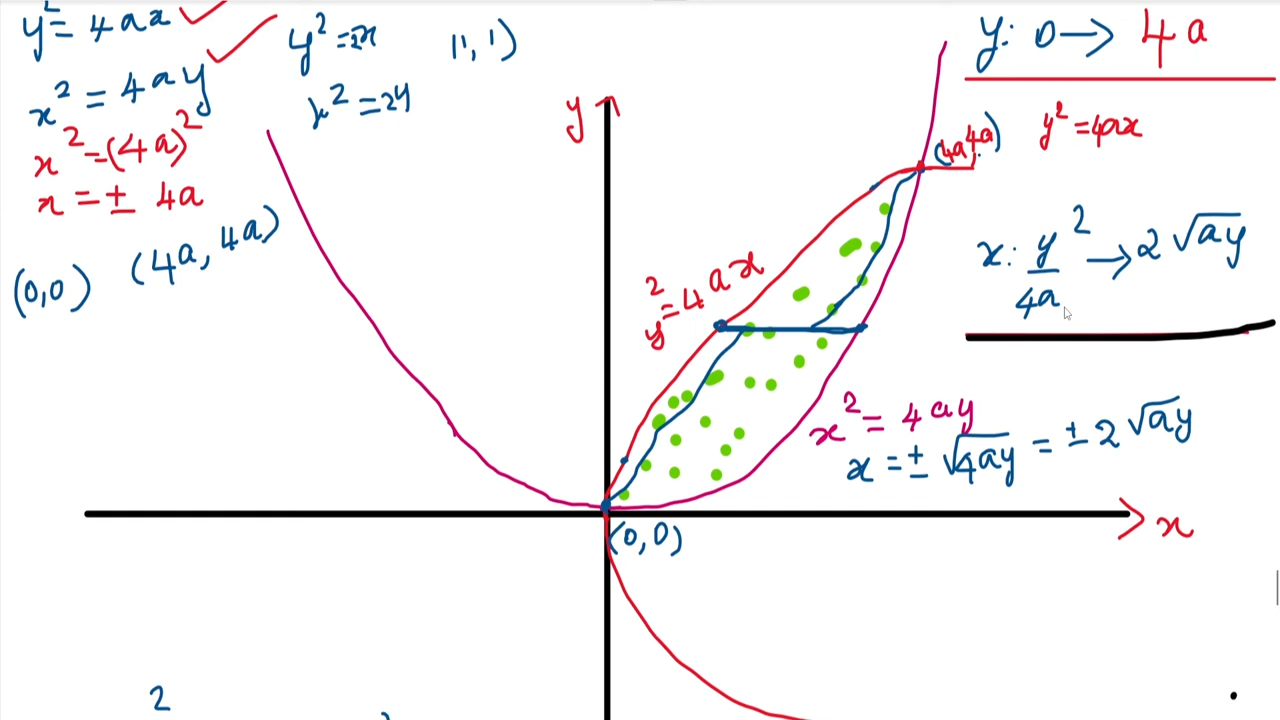 y² = 4ax ✓
x² = 4ay ✓
x² = (4a)²
x = ± 4a
(0,0) (4a, 4a)
y² = x (1, 1)
x² = 2y
y
y² = 4ax
(4a, 4a)
x² = 4ay
x = ± √4ay = ± 2√ay
x
(0,0)
y: 0 → 4a
y² = 4ax
x: y²/4a → 2√ay
2